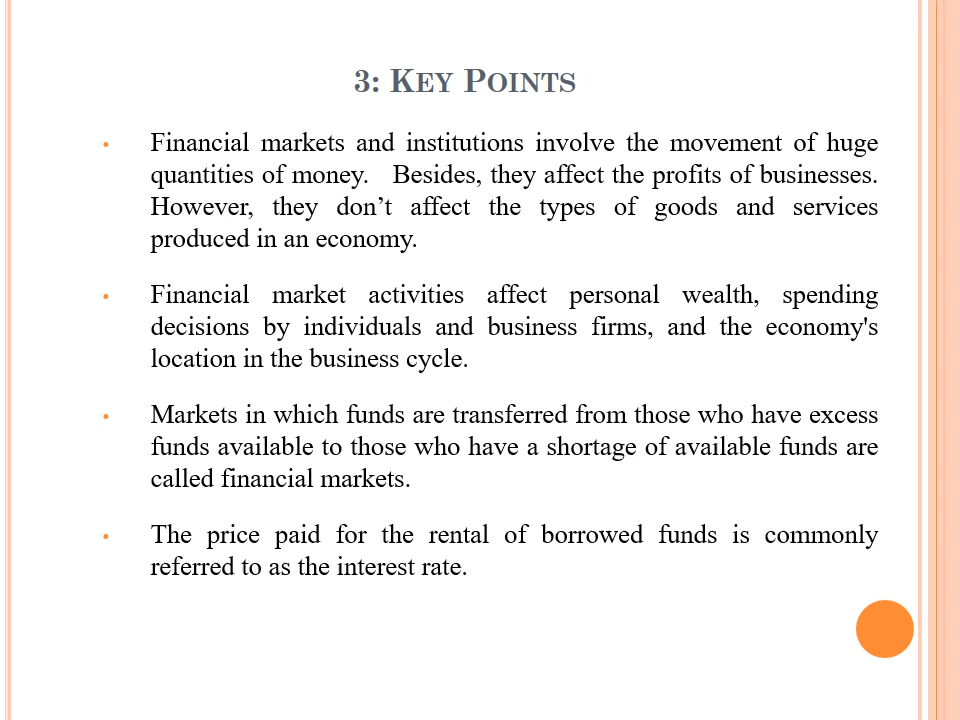 3: KEY POINTS
• Financial markets and institutions involve the movement of huge
quantities of money. Besides, they affect the profits of businesses.
However, they don’t affect the types of goods and services
produced in an economy.
• Financial market activities affect personal wealth, spending
decisions by individuals and business firms, and the economy's
location in the business cycle.
• Markets in which funds are transferred from those who have excess
funds available to those who have a shortage of available funds are
called financial markets.
• The price paid for the rental of borrowed funds is commonly
referred to as the interest rate.